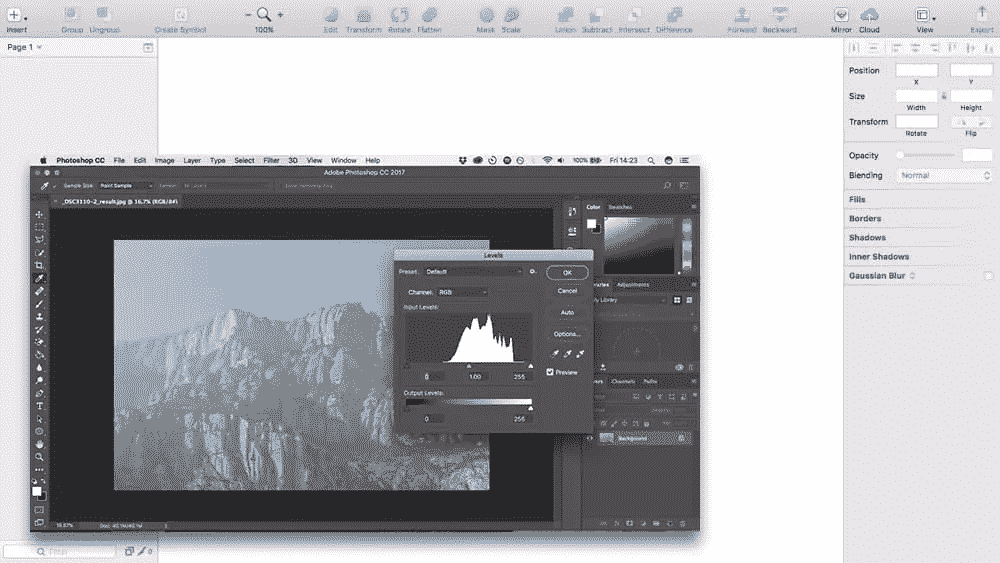 Insert
Group Ungroup
Create Symbol
100%
Edit Transform Rotate Flatten
Mask Scale
Union Subtract Intersect Difference
Forward Backward
Mirror Cloud
View
Export
Page 1
Position
X Y
Size
Width Height
Transform
Rotate Flip
Opacity
Blending Normal
Fills
Borders
Shadows
Inner Shadows
Gaussian Blur
Photoshop CC File Edit Image Layer Type Select Filter 3D View Window Help
100% Fri 14:23
Adobe Photoshop CC 2017
Sample Size: Point Sample
_DSC3110-2_result.jpg @ 16.7% (RGB/8#)
Color Swatches
Levels
Preset: Default
OK
Channel: RGB
Cancel
Input Levels:
Auto
Options...
0 1.00 255
Preview
Output Levels:
0 255
Adjustments
Library
Channels Paths
Background
16.67%
Filter
0